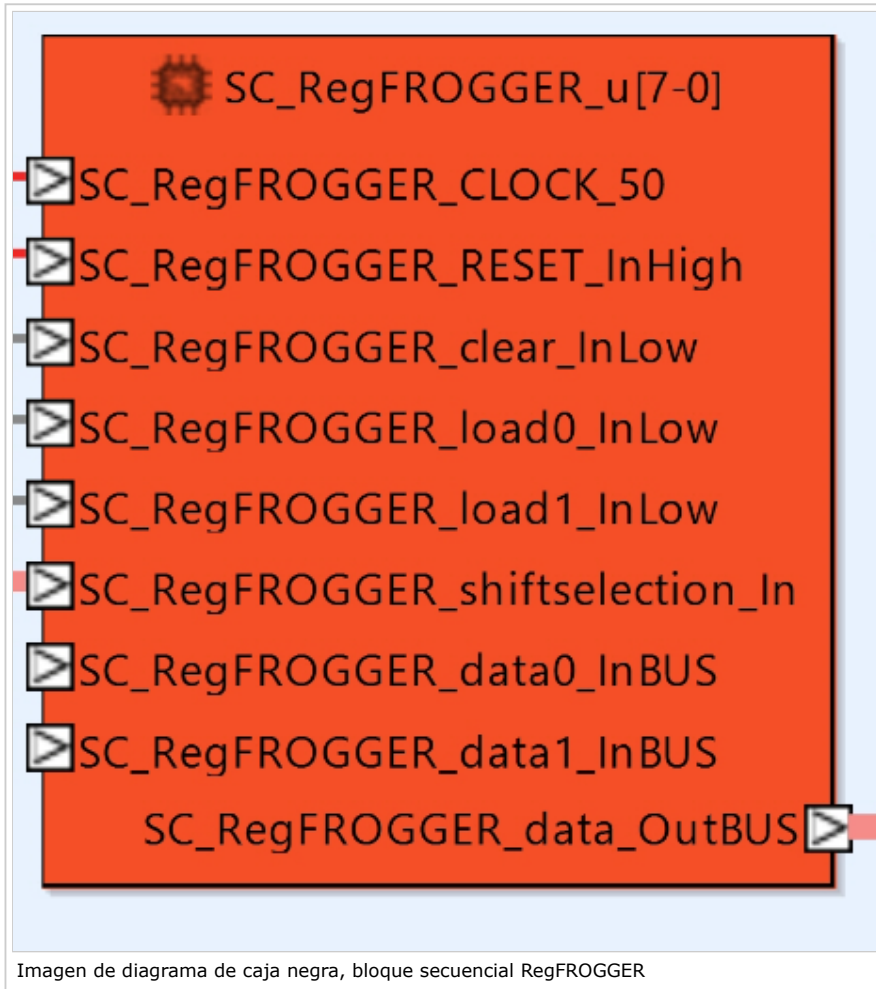 SC_RegFROGGER_u[7-0]
SC_RegFROGGER_CLOCK_50
SC_RegFROGGER_RESET_InHigh
SC_RegFROGGER_clear_InLow
SC_RegFROGGER_load0_InLow
SC_RegFROGGER_load1_InLow
SC_RegFROGGER_shiftselection_In
SC_RegFROGGER_data0_InBUS
SC_RegFROGGER_data1_InBUS
SC_RegFROGGER_data_OutBUS
Imagen de diagrama de caja negra, bloque secuencial RegFROGGER